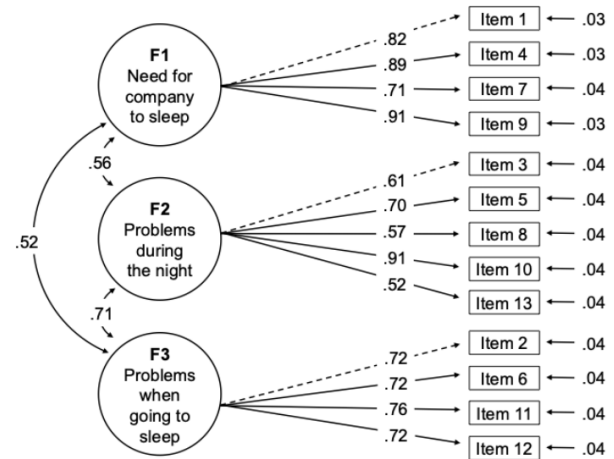 F1
Need for
company
to sleep
.82
.89
.71
.91
Item 1
.03
Item 4
.03
Item 7
.04
Item 9
.03
.56
F2
Problems
during
the night
.61
.70
.57
.91
.52
Item 3
.04
Item 5
.04
Item 8
.04
Item 10
.04
Item 13
.04
.52
.71
F3
Problems
when
going to
sleep
.72
.72
.76
.72
Item 2
.04
Item 6
.04
Item 11
.04
Item 12
.04